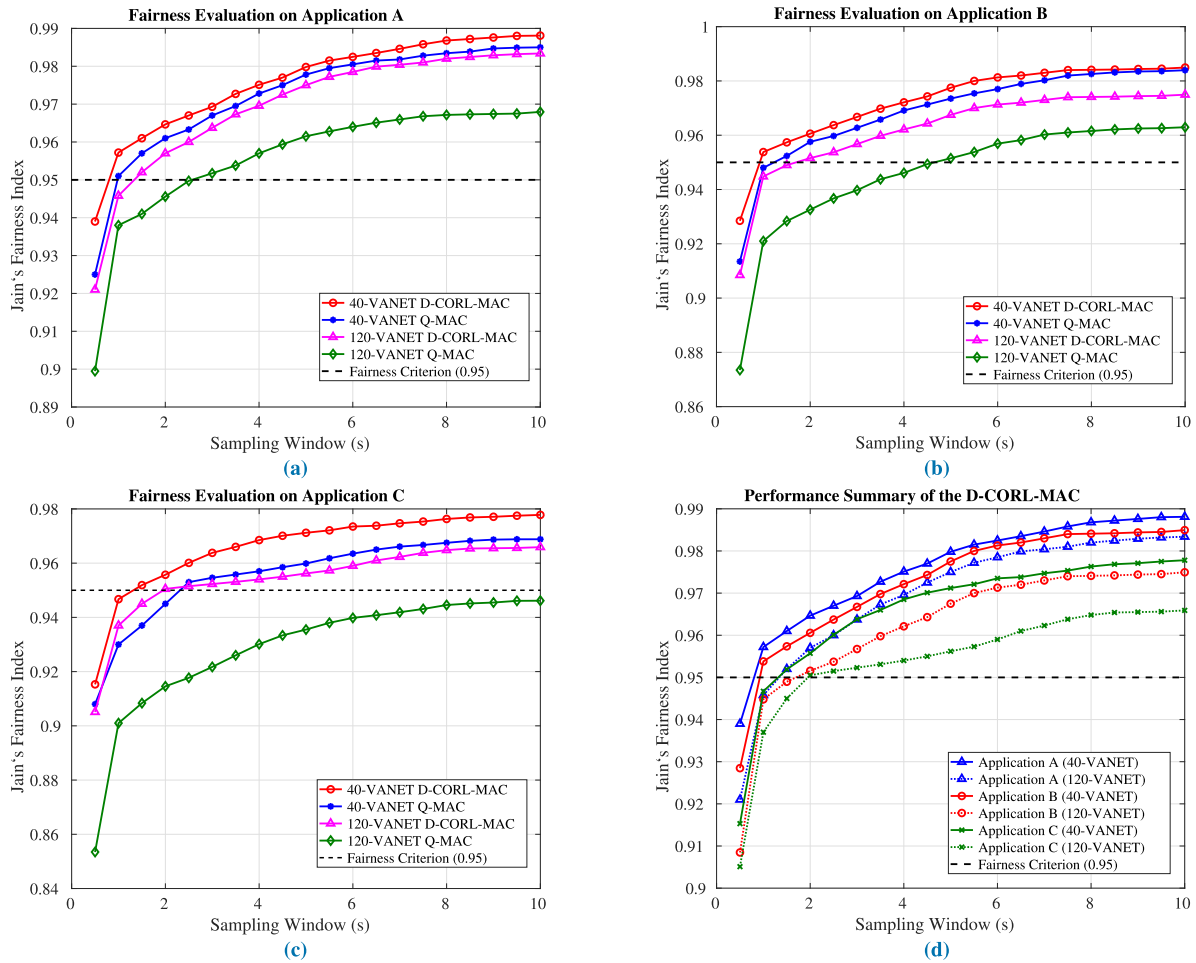 Fairness Evaluation on Application A
0.99
0.98
0.97
0.96
0.95
0.94
0.93
0.92
0.91
0.9
0.89
Jain‘s Fairness Index
40-VANET D-CORL-MAC
40-VANET Q-MAC
120-VANET D-CORL-MAC
120-VANET Q-MAC
Fairness Criterion (0.95)
0 2 4 6 8 10
Sampling Window (s)
(a)
Fairness Evaluation on Application B
1
0.98
0.96
0.94
0.92
0.9
0.88
0.86
Jain‘s Fairness Index
40-VANET D-CORL-MAC
40-VANET Q-MAC
120-VANET D-CORL-MAC
120-VANET Q-MAC
Fairness Criterion (0.95)
0 2 4 6 8 10
Sampling Window (s)
(b)
Fairness Evaluation on Application C
0.98
0.96
0.94
0.92
0.9
0.88
0.86
0.84
Jain‘s Fairness Index
40-VANET D-CORL-MAC
40-VANET Q-MAC
120-VANET D-CORL-MAC
120-VANET Q-MAC
Fairness Criterion (0.95)
0 2 4 6 8 10
Sampling Window (s)
(c)
Performance Summary of the D-CORL-MAC
0.99
0.98
0.97
0.96
0.95
0.94
0.93
0.92
0.91
0.9
Jain‘s Fairness Index
Application A (40-VANET)
Application A (120-VANET)
Application B (40-VANET)
Application B (120-VANET)
Application C (40-VANET)
Application C (120-VANET)
Fairness Criterion (0.95)
0 2 4 6 8 10
Sampling Window (s)
(d)